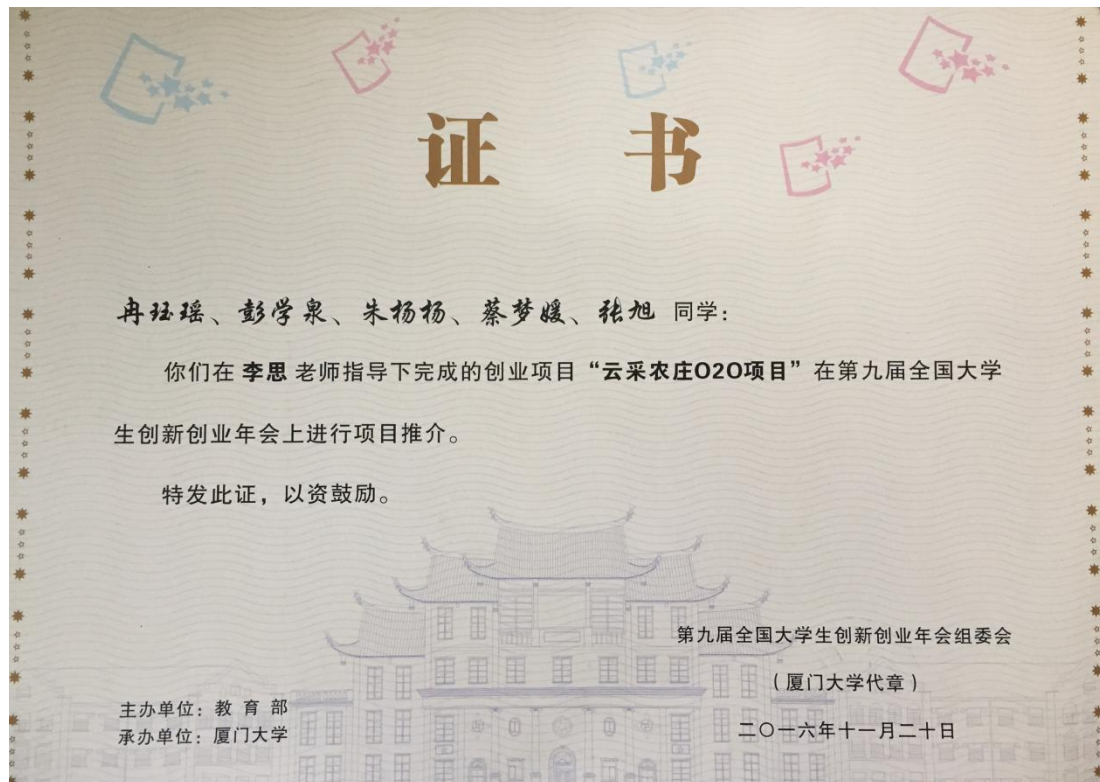 证 书
冉珏瑶、彭学泉、朱杨杨、蔡梦媛、张旭 同学：
你们在 李思 老师指导下完成的创业项目“云采农庄O2O项目”在第九届全国大学
生创新创业年会上进行项目推介。
特发此证，以资鼓励。
第九届全国大学生创新创业年会组委会
（厦门大学代章）
二〇一六年十一月二十日
主办单位：教 育 部
承办单位：厦门大学